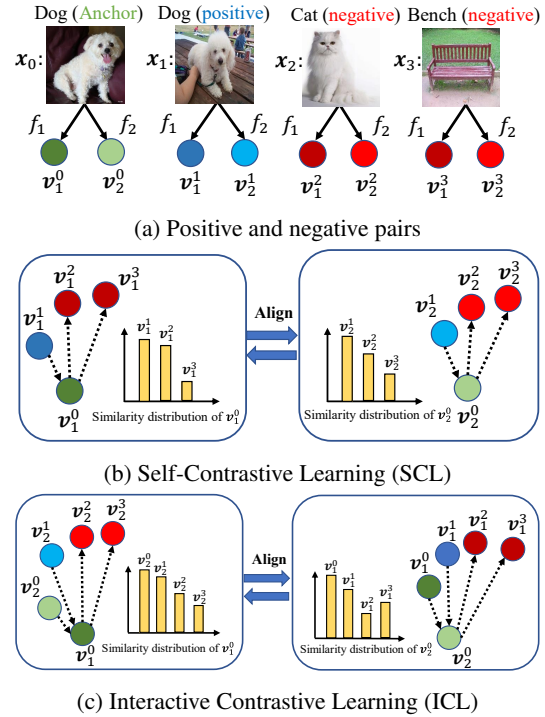 Dog (Anchor) Dog (positive) Cat (negative) Bench (negative)
x₀: x₁: x₂: x₃:
f₁ f₂ f₁ f₂ f₁ f₂ f₁ f₂
v₁⁰ v₂⁰ v₁¹ v₂¹ v₁² v₂² v₁³ v₂³
(a) Positive and negative pairs
v₁¹ v₁² v₁³
v₁⁰
v₁¹ v₁² v₁³
Similarity distribution of v₁⁰
Align
v₂¹ v₂² v₂³
Similarity distribution of v₂⁰
v₂¹ v₂² v₂³
v₂⁰
(b) Self-Contrastive Learning (SCL)
v₂⁰ v₂¹ v₂² v₂³
v₁⁰
v₂⁰ v₂¹ v₂² v₂³
Similarity distribution of v₁⁰
Align
v₁⁰ v₁¹ v₁² v₁³
Similarity distribution of v₂⁰
v₁⁰ v₁¹ v₁² v₁³
v₂⁰
(c) Interactive Contrastive Learning (ICL)